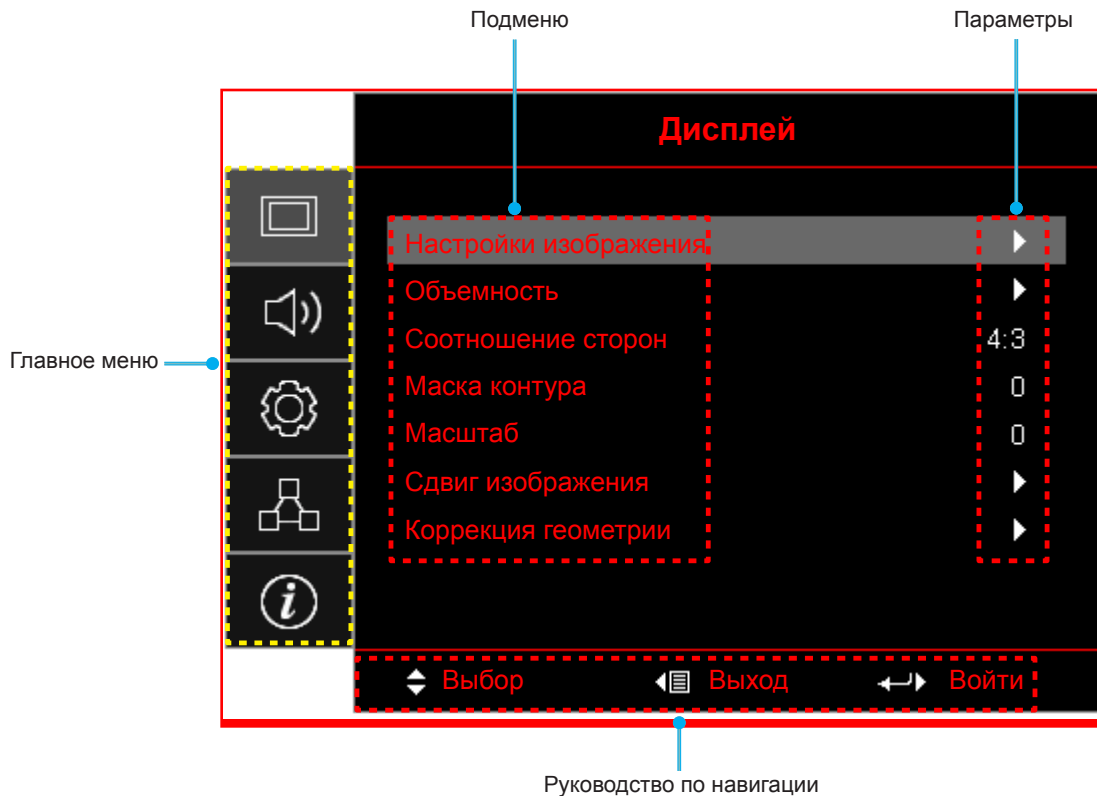 Подменю
Параметры
Дисплей
Настройки изображения
Объемность
Соотношение сторон 4:3
Маска контура 0
Масштаб 0
Сдвиг изображения
Коррекция геометрии
Главное меню
i
Выбор Выход Войти
Руководство по навигации